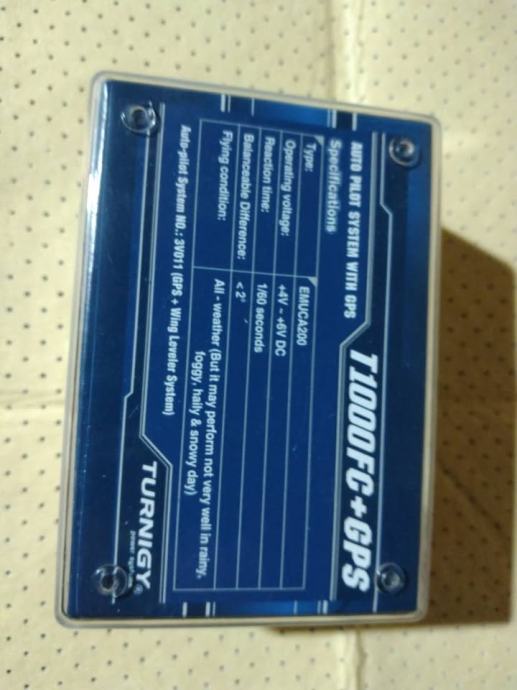 AUTO PILOT SYSTEM WITH GPS
T1000FC+GPS
Specifications
Type: EMUCA200
Operating voltage: +4V ~ +6V DC
Reaction time: 1/60 seconds
Balanceable Difference: < 2°
Flying condition: All - weather (But it may perform not very well in rainy,
foggy, haily & snowy day)
Auto-pilot System NO.: 3V011 (GPS + Wing Leveler System)
TURNIGY®
power system